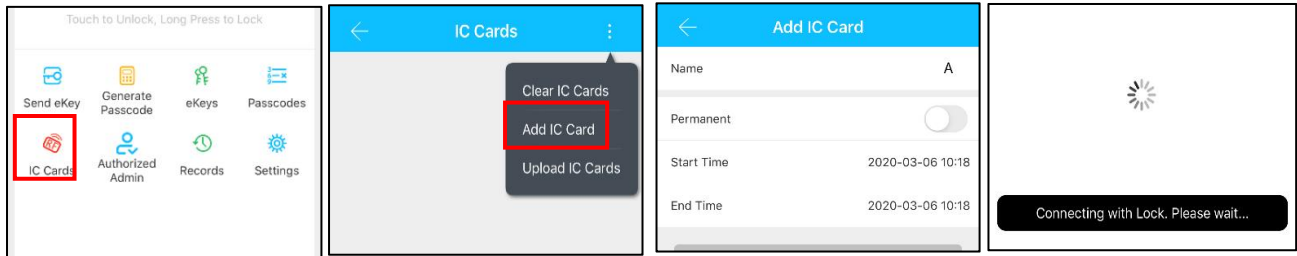 Touch to Unlock, Long Press to Lock
Send eKey
Generate
Passcode
eKeys
Passcodes
IC Cards
Authorized
Admin
Records
Settings
IC Cards
Clear IC Cards
Add IC Card
Upload IC Cards
Add IC Card
Name A
Permanent
Start Time 2020-03-06 10:18
End Time 2020-03-06 10:18
Connecting with Lock. Please wait...